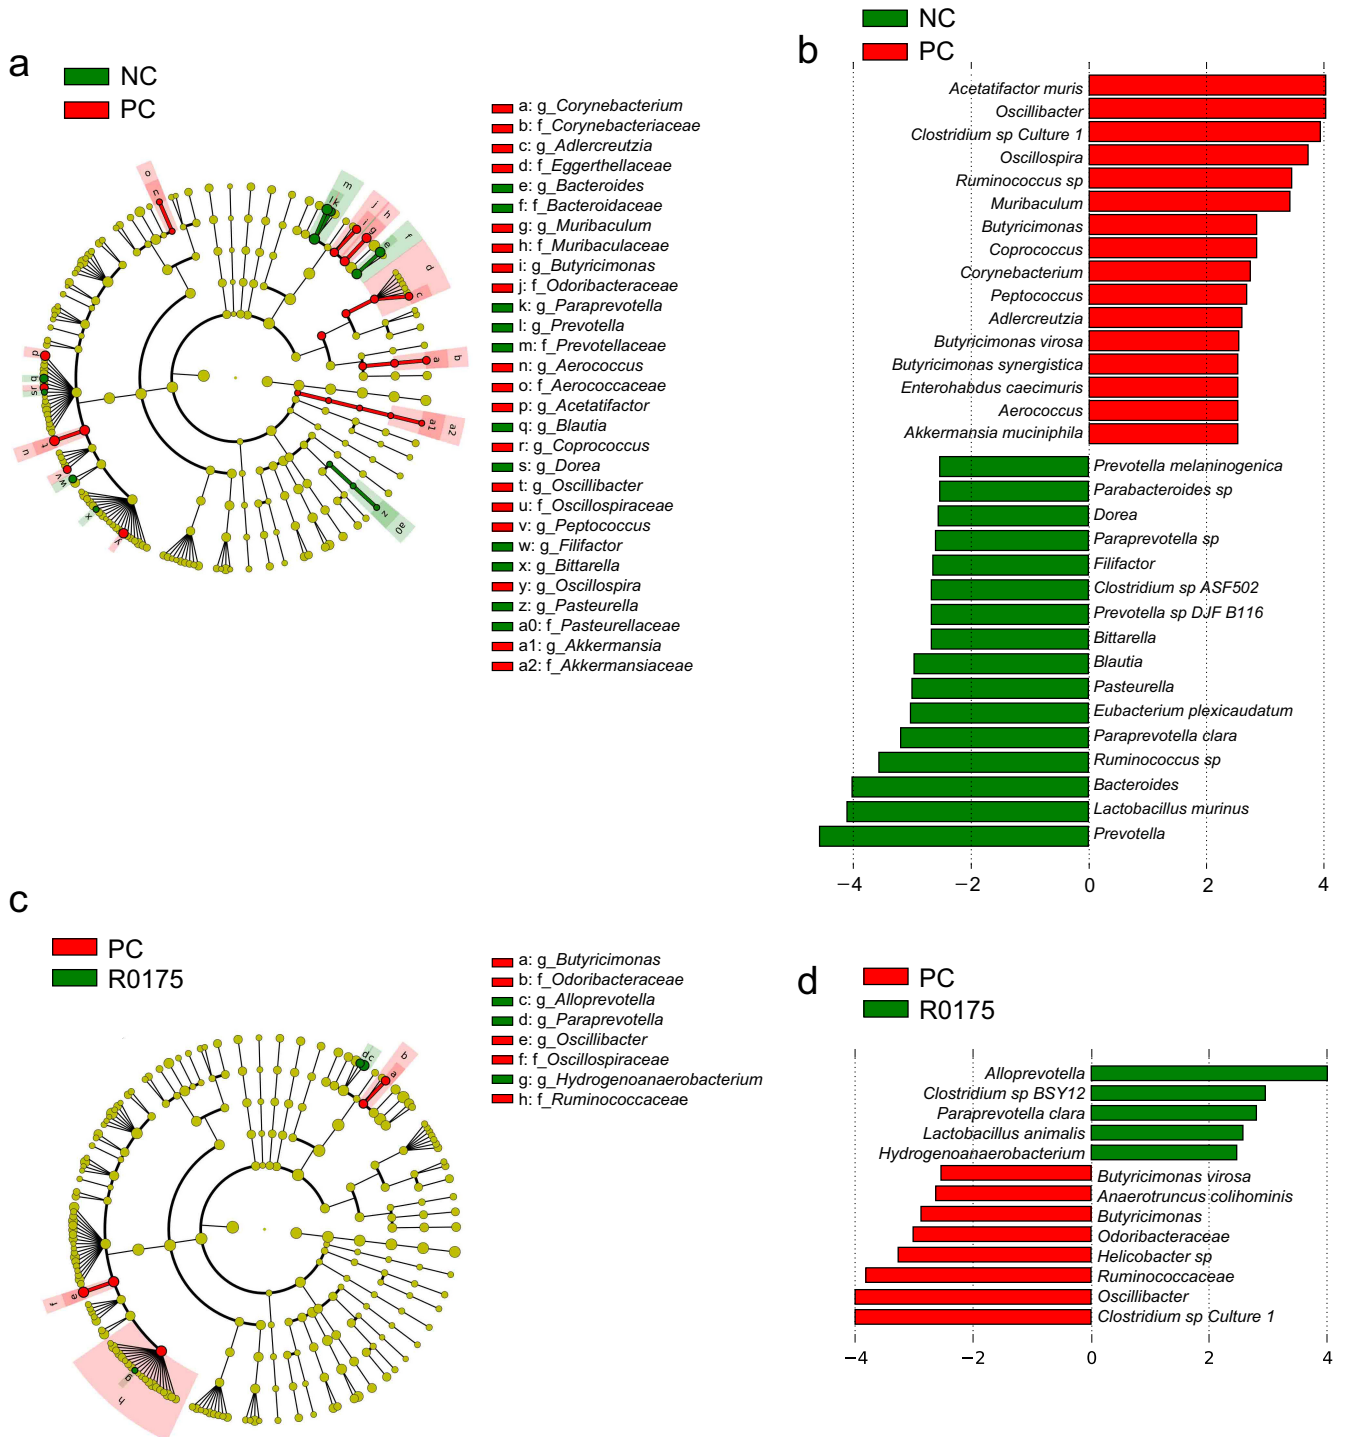 a
NC
PC
a: g_Corynebacterium
b: f_Corynebacteriaceae
c: g_Adlercreutzia
d: f_Eggerthellaceae
e: g_Bacteroides
f: f_Bacteroidaceae
g: g_Muribaculum
h: f_Muribaculaceae
i: g_Butyricimonas
j: f_Odoribacteraceae
k: g_Paraprevotella
l: g_Prevotella
m: f_Prevotellaceae
n: g_Aerococcus
o: f_Aerococcaceae
p: g_Acetatifactor
q: g_Blautia
r: g_Coprococcus
s: g_Dorea
t: g_Oscillibacter
u: f_Oscillospiraceae
v: g_Peptococcus
w: g_Filifactor
x: g_Bittarella
y: g_Oscillospira
z: g_Pasteurella
a0: f_Pasteurellaceae
a1: g_Akkermansia
a2: f_Akkermansiaceae
o
n
m
l k
j h
i g
e
f
d
c
a
b
a1
a2
z
a0
p
q
r s
t
u
w v
x
y
b
NC
PC
Acetatifactor muris
Oscillibacter
Clostridium sp Culture 1
Oscillospira
Ruminococcus sp
Muribaculum
Butyricimonas
Coprococcus
Corynebacterium
Peptococcus
Adlercreutzia
Butyricimonas virosa
Butyricimonas synergistica
Enterohabdus caecimuris
Aerococcus
Akkermansia muciniphila
Prevotella melaninogenica
Parabacteroides sp
Dorea
Paraprevotella sp
Filifactor
Clostridium sp ASF502
Prevotella sp DJF B116
Bittarella
Blautia
Pasteurella
Eubacterium plexicaudatum
Paraprevotella clara
Ruminococcus sp
Bacteroides
Lactobacillus murinus
Prevotella
−4 −2 0 2 4
c
PC
R0175
a: g_Butyricimonas
b: f_Odoribacteraceae
c: g_Alloprevotella
d: g_Paraprevotella
e: g_Oscillibacter
f: f_Oscillospiraceae
g: g_Hydrogenoanaerobacterium
h: f_Ruminococcaceae
d c
b
a
e
f
g
h
d
PC
R0175
Alloprevotella
Clostridium sp BSY12
Paraprevotella clara
Lactobacillus animalis
Hydrogenoanaerobacterium
Butyricimonas virosa
Anaerotruncus colihominis
Butyricimonas
Odoribacteraceae
Helicobacter sp
Ruminococcaceae
Oscillibacter
Clostridium sp Culture 1
−4 −2 0 2 4